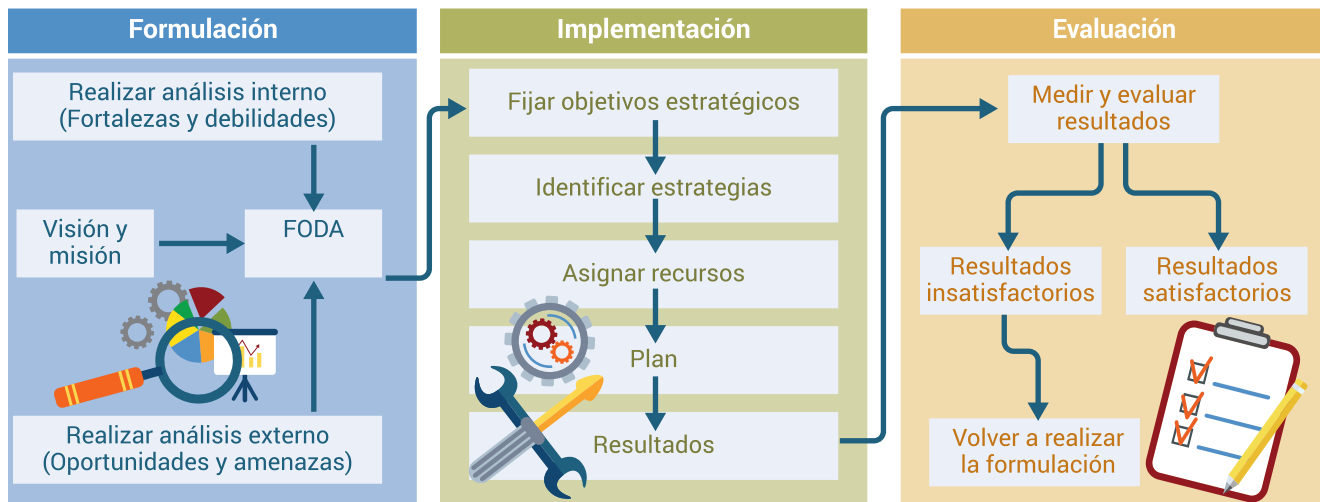 Formulación
Realizar análisis interno
(Fortalezas y debilidades)
Visión y
misión
FODA
Realizar análisis externo
(Oportunidades y amenazas)
Implementación
Fijar objetivos estratégicos
Identificar estrategias
Asignar recursos
Plan
Resultados
Evaluación
Medir y evaluar
resultados
Resultados
insatisfactorios
Resultados
satisfactorios
Volver a realizar
la formulación